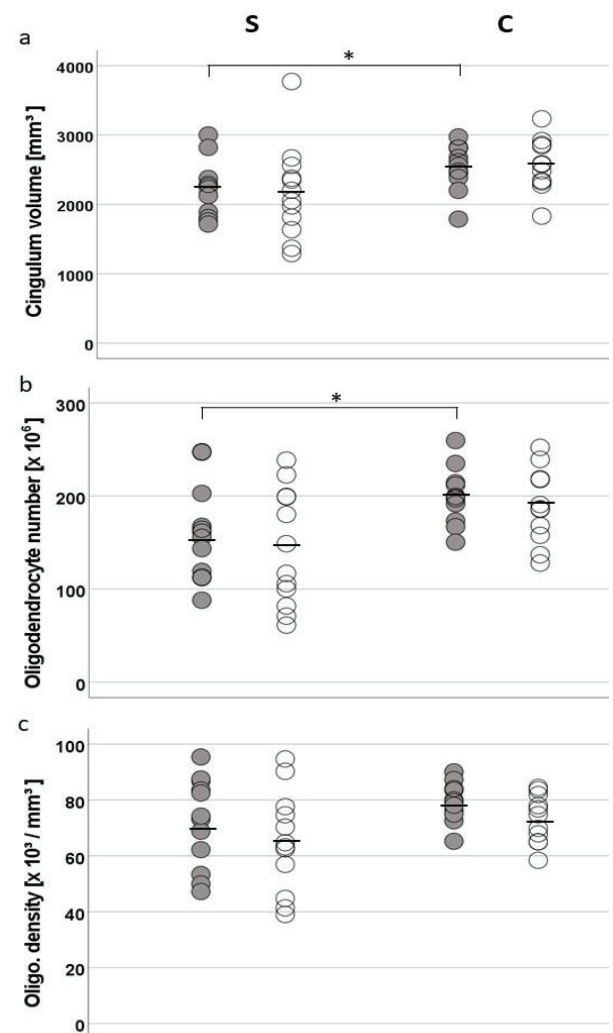 S C
a
*
Cingulum volume [mm³]
4000
3000
2000
1000
0
b
*
Oligodendrocyte number [x 10⁶]
300
200
100
0
c
Oligo. density [x 10³ / mm³ ]
100
80
60
40
20
0